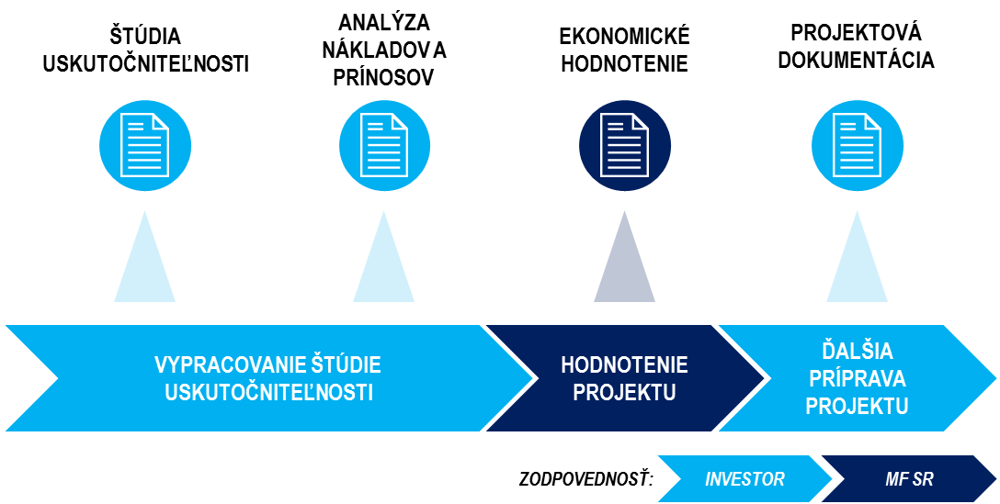 ŠTÚDIA
USKUTOČNITEĽNOSTI
ANALÝZA
NÁKLADOV A
PRÍNOSOV
EKONOMICKÉ
HODNOTENIE
PROJEKTOVÁ
DOKUMENTÁCIA
VYPRACOVANIE ŠTÚDIE
USKUTOČNITEĽNOSTI
HODNOTENIE
PROJEKTU
ĎALŠIA
PRÍPRAVA
PROJEKTU
ZODPOVEDNOSŤ:
INVESTOR
MF SR